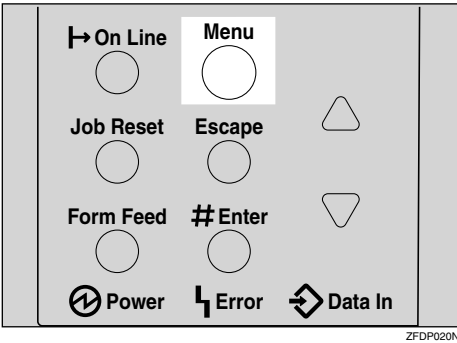 On Line Menu
Job Reset Escape
Form Feed # Enter
Power Error Data In
ZFDP020N